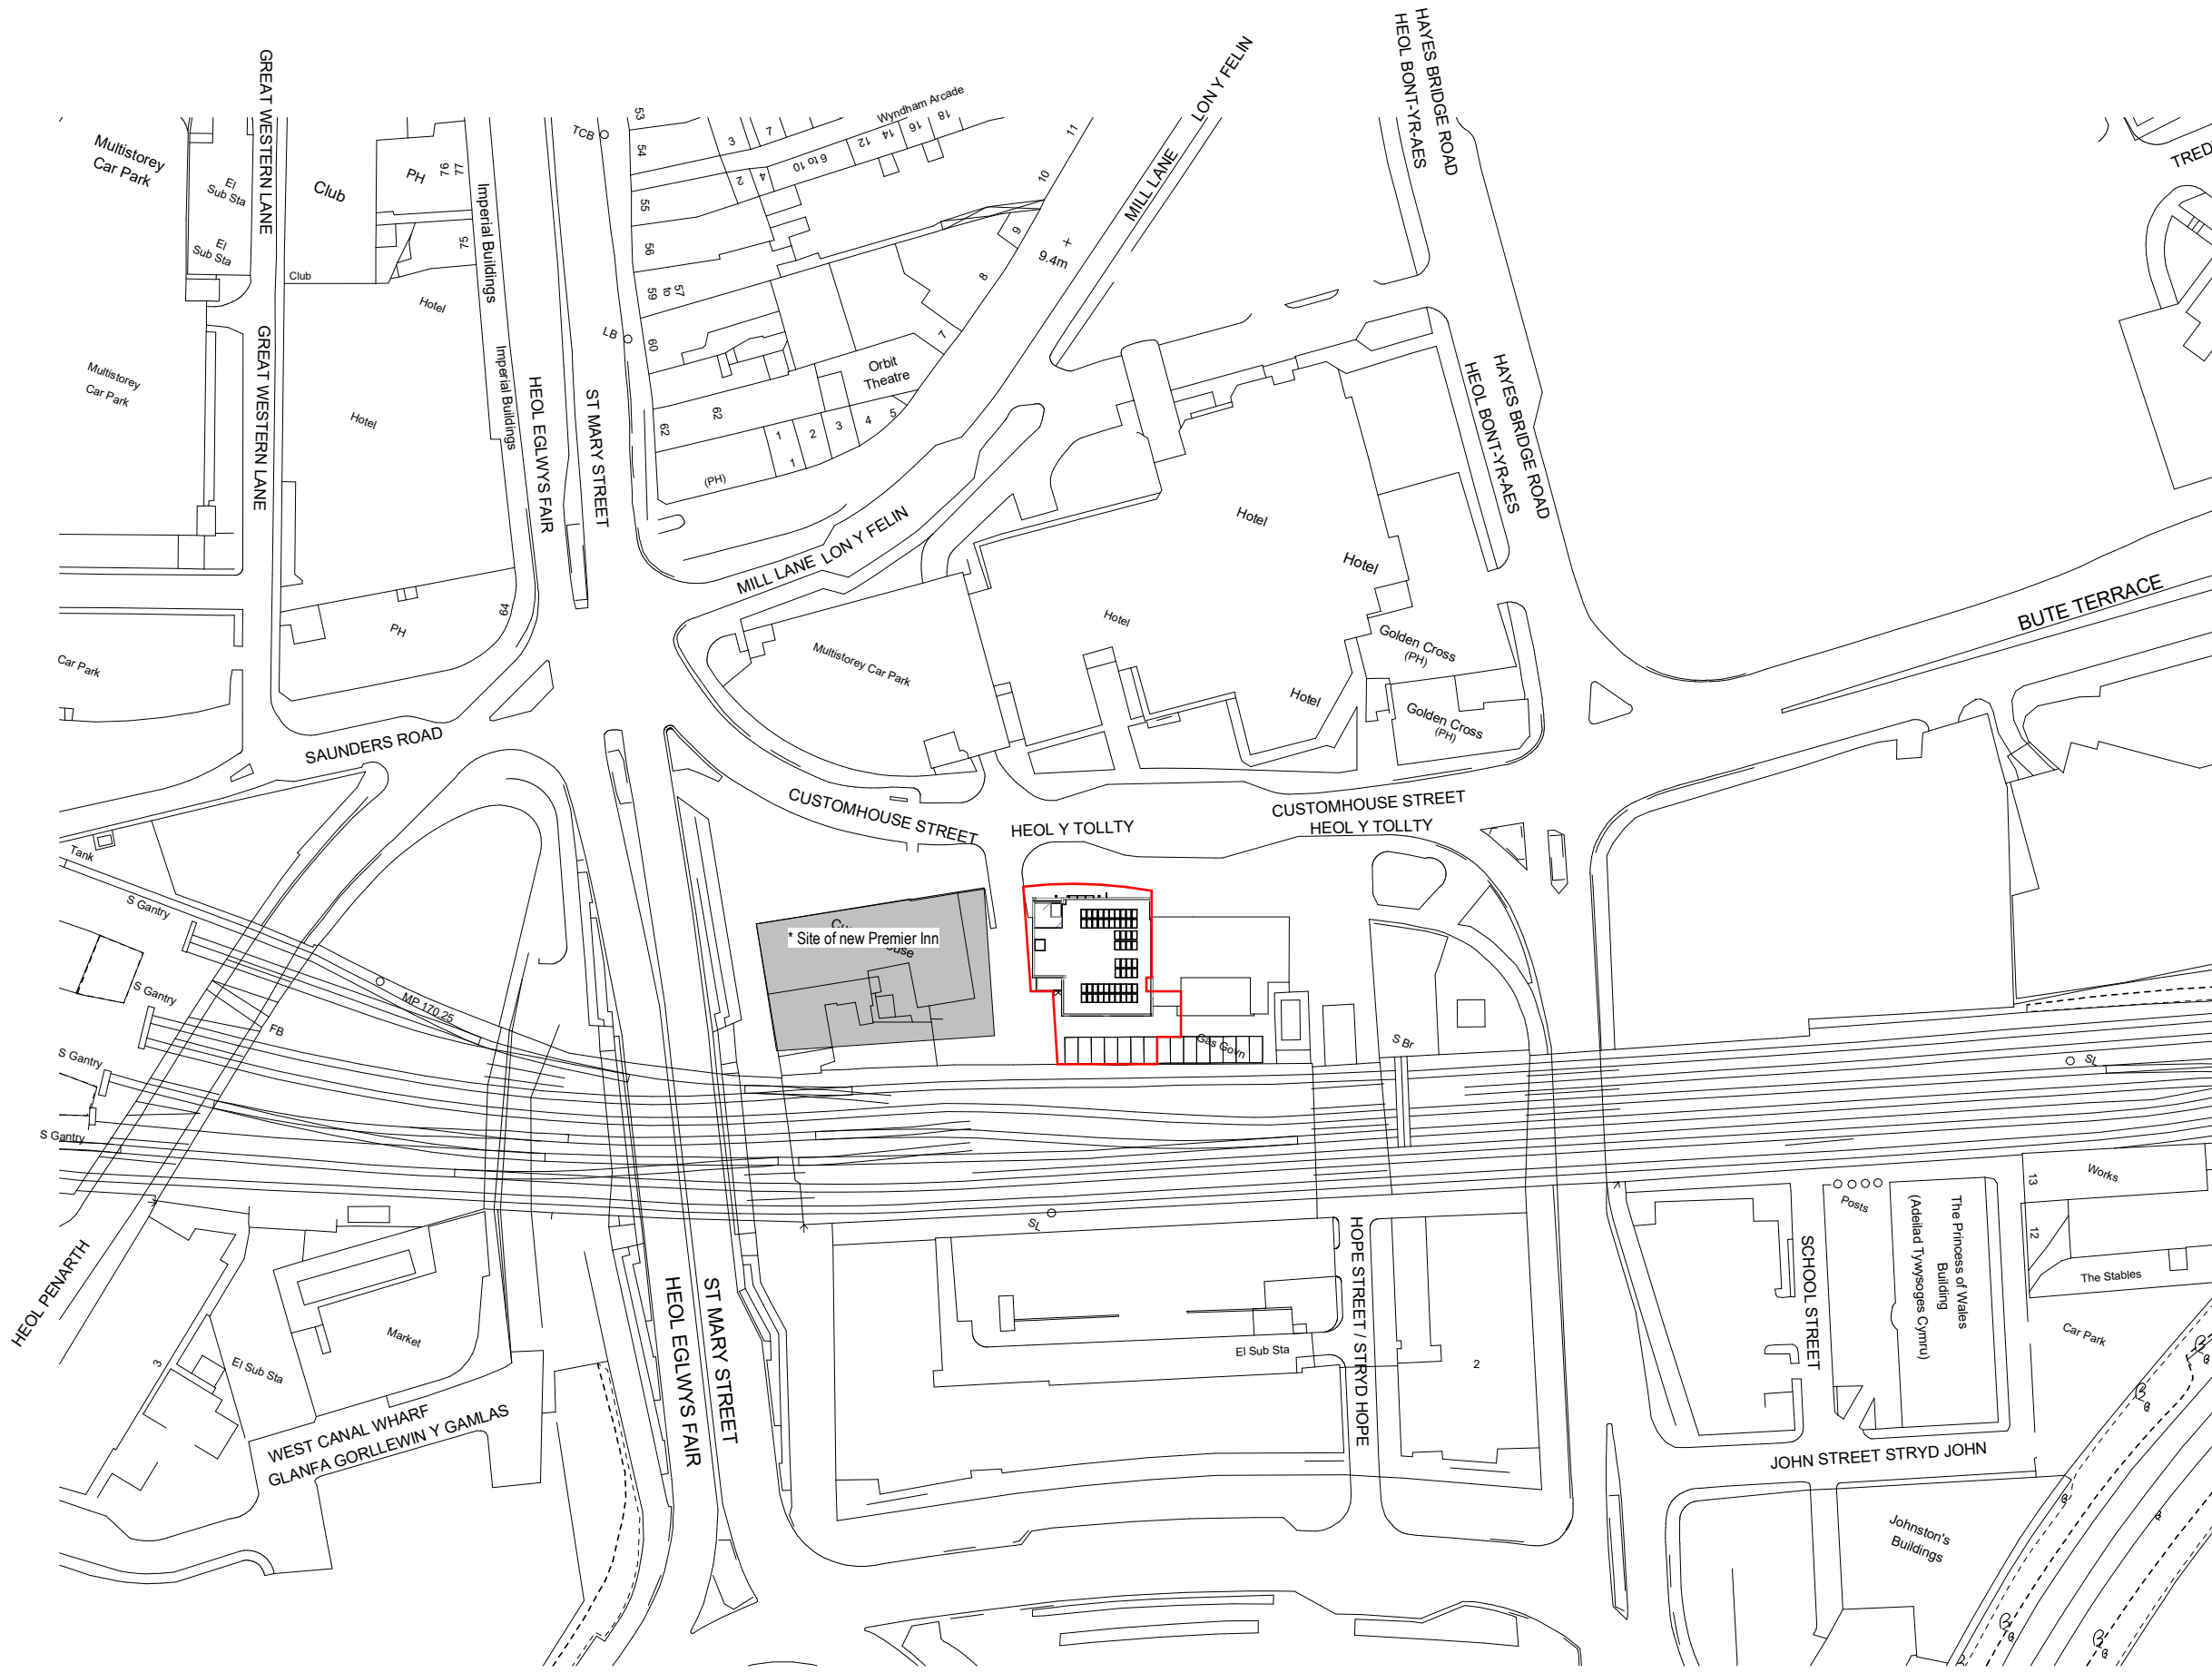 GREAT WESTERN LANE
HAYES BRIDGE ROAD
HEOL BONT-YR-AES
LON Y FELIN
Wyndham Arcade
TCB
53
54
55
56
57
to
59
60
62
62
3
7
2
4
6 to 10
12
14
16
18
11
10
9
8
7
9.4m
MILL LANE
TRED
Multistorey
Car Park
El
Sub Sta
El
Sub Sta
Club
Club
PH
77
76
75
Imperial Buildings
Hotel
Multistorey
Car Park
GREAT WESTERN LANE
Hotel
Imperial Buildings
HEOL EGLWYS FAIR
ST MARY STREET
LB
Orbit
Theatre
1
2
3
4
5
1
(PH)
MILL LANE LON Y FELIN
HAYES BRIDGE ROAD
HEOL BONT-YR-AES
Hotel
Hotel
Hotel
Hotel
Golden Cross
(PH)
Golden Cross
(PH)
BUTE TERRACE
64
PH
Car Park
Multistorey Car Park
SAUNDERS ROAD
CUSTOMHOUSE STREET
HEOL Y TOLLTY
CUSTOMHOUSE STREET
HEOL Y TOLLTY
Tank
S Gantry
S Gantry
S Gantry
S Gantry
MP 170.25
FB
* Site of new Premier Inn
Gas Govn
S Br
SL
SL
HEOL PENARTH
3
El Sub Sta
Market
WEST CANAL WHARF
GLANFA GORLLEWIN Y GAMLAS
HEOL EGLWYS FAIR
ST MARY STREET
El Sub Sta
HOPE STREET / STRYD HOPE
2
SCHOOL STREET
Posts
The Princess of Wales
Building
(Adeilad Tywysoges Cymru)
13
12
Works
The Stables
Car Park
JOHN STREET STRYD JOHN
Johnston's
Buildings